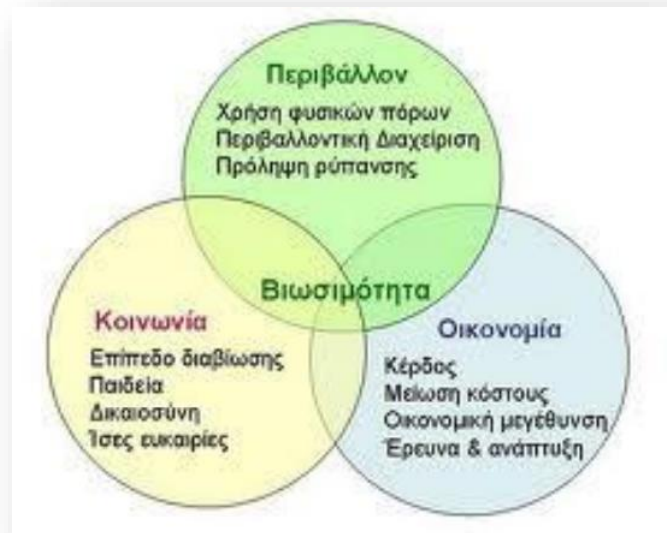 Περιβάλλον
Χρήση φυσικών πόρων
Περιβαλλοντική Διαχείριση
Πρόληψη ρύπανσης
Βιωσιμότητα
Κοινωνία
Επίπεδο διαβίωσης
Παιδεία
Δικαιοσύνη
Ίσες ευκαιρίες
Οικονομία
Κέρδος
Μείωση κόστους
Οικονομική μεγέθυνση
Έρευνα & ανάπτυξη